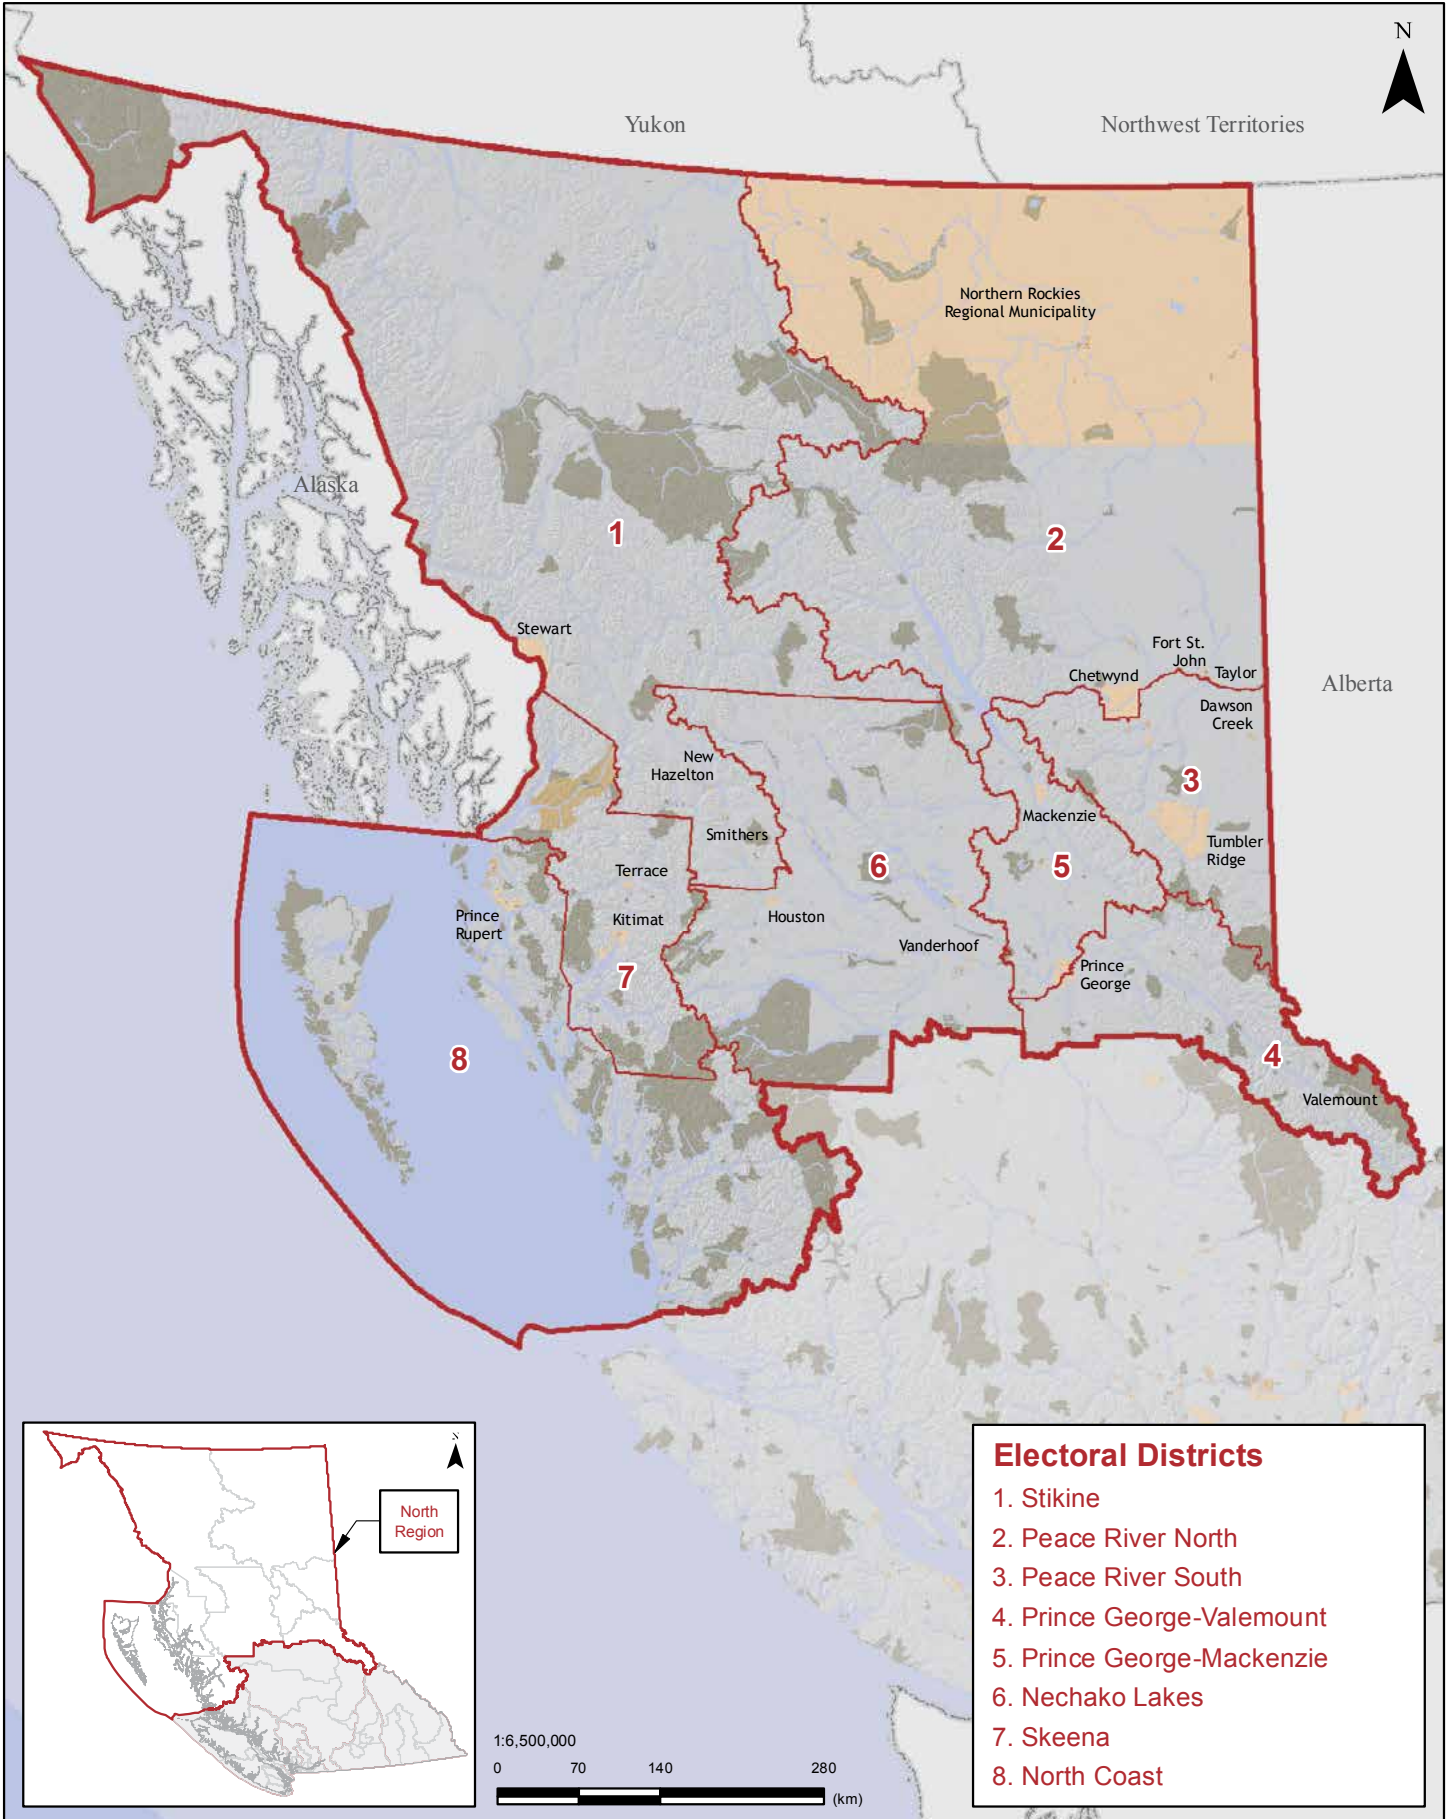 N
Yukon
Northwest Territories
Northern Rockies
Regional Municipality
Alaska
1
2
Stewart
Fort St.
John
Taylor
Chetwynd
Alberta
Dawson
Creek
New
Hazelton
3
Mackenzie
Smithers
Tumbler
Ridge
6
5
Terrace
Prince
Rupert
Kitimat
Houston
Vanderhoof
Prince
George
7
8
4
Valemount
N
North
Region
1:6,500,000
0 70 140 280
(km)
Electoral Districts
1. Stikine
2. Peace River North
3. Peace River South
4. Prince George-Valemount
5. Prince George-Mackenzie
6. Nechako Lakes
7. Skeena
8. North Coast